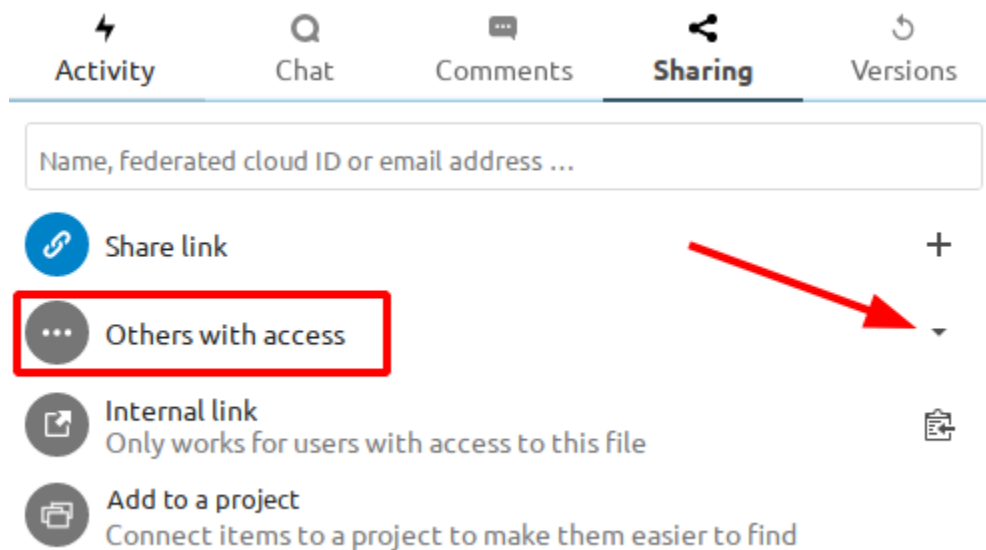 Activity Chat Comments Sharing Versions
Name, federated cloud ID or email address ...
Share link
Others with access
Internal link
Only works for users with access to this file
Add to a project
Connect items to a project to make them easier to find